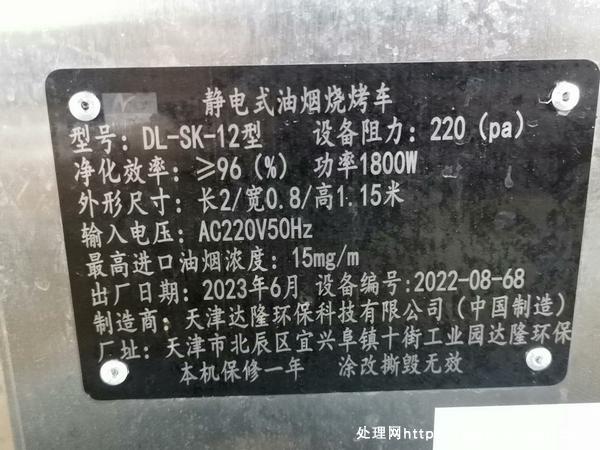 静电式油烟烧烤车
型号：DL-SK-12型 设备阻力：220（pa）
净化效率：≥96（%） 功率1800W
外形尺寸：长2/宽0.8/高1.15米
输入电压：AC220V50Hz
最高进口油烟浓度：15mg/m
出厂日期：2023年6月 设备编号:2022-08-68
制造商：天津达隆环保科技有限公司（中国制造）
厂址：天津市北辰区宜兴阜镇十街工业园达隆环保
本机保修一年 涂改撕毁无效
处理网http